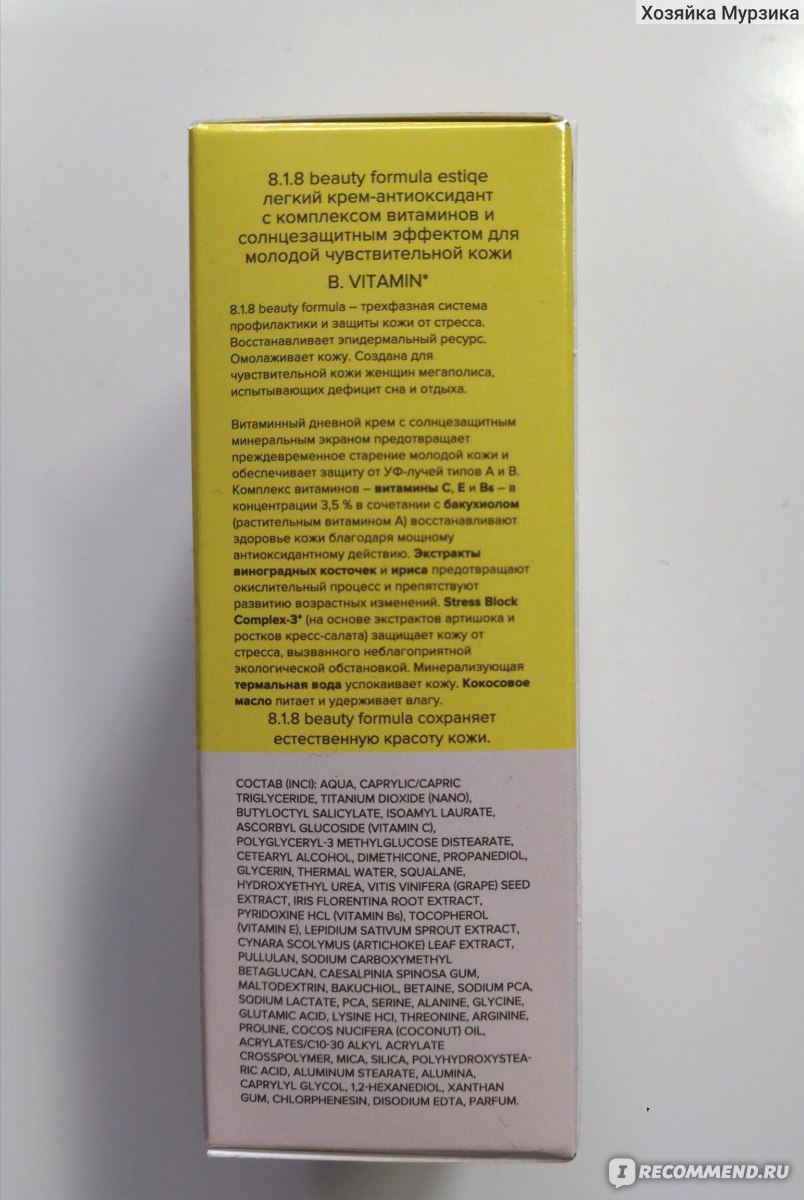 Хозяйка Мурзика
8.1.8 beauty formula estiqe
легкий крем-антиоксидант
с комплексом витаминов и
солнцезащитным эффектом для
молодой чувствительной кожи
B. VITAMIN*
8.1.8 beauty formula – трехфазная система
профилактики и защиты кожи от стресса.
Восстанавливает эпидермальный ресурс.
Омолаживает кожу. Создана для
чувствительной кожи женщин мегаполиса,
испытывающих дефицит сна и отдыха.
Витаминный дневной крем с солнцезащитным
минеральным экраном предотвращает
преждевременное старение молодой кожи и
обеспечивает защиту от УФ-лучей типов А и В.
Комплекс витаминов – витамины С, Е и В6 – в
концентрации 3,5 % в сочетании с бакухиолом
(растительным витамином А) восстанавливают
здоровье кожи благодаря мощному
антиоксидантному действию. Экстракты
виноградных косточек и ириса предотвращают
окислительный процесс и препятствуют
развитию возрастных изменений. Stress Block
Complex-3* (на основе экстрактов артишока и
ростков кресс-салата) защищает кожу от
стресса, вызванного неблагоприятной
экологической обстановкой. Минерализующая
термальная вода успокаивает кожу. Кокосовое
масло питает и удерживает влагу.
8.1.8 beauty formula сохраняет
естественную красоту кожи.
СОСТАВ (INCI): AQUA, CAPRYLIC/CAPRIC
TRIGLYCERIDE, TITANIUM DIOXIDE (NANO),
BUTYLOCTYL SALICYLATE, ISOAMYL LAURATE,
ASCORBYL GLUCOSIDE (VITAMIN C),
POLYGLYCERYL-3 METHYLGLUCOSE DISTEARATE,
CETEARYL ALCOHOL, DIMETHICONE, PROPANEDIOL,
GLYCERIN, THERMAL WATER, SQUALANE,
HYDROXYETHYL UREA, VITIS VINIFERA (GRAPE) SEED
EXTRACT, IRIS FLORENTINA ROOT EXTRACT,
PYRIDOXINE HCL (VITAMIN B6), TOCOPHEROL
(VITAMIN E), LEPIDIUM SATIVUM SPROUT EXTRACT,
CYNARA SCOLYMUS (ARTICHOKE) LEAF EXTRACT,
PULLULAN, SODIUM CARBOXYMETHYL
BETAGLUCAN, CAESALPINIA SPINOSA GUM,
MALTODEXTRIN, BAKUCHIOL, BETAINE, SODIUM PCA,
SODIUM LACTATE, PCA, SERINE, ALANINE, GLYCINE,
GLUTAMIC ACID, LYSINE HCl, THREONINE, ARGININE,
PROLINE, COCOS NUCIFERA (COCONUT) OIL,
ACRYLATES/C10-30 ALKYL ACRYLATE
CROSSPOLYMER, MICA, SILICA, POLYHYDROXYSTEA-
RIC ACID, ALUMINUM STEARATE, ALUMINA,
CAPRYLYL GLYCOL, 1,2-HEXANEDIOL, XANTHAN
GUM, CHLORPHENESIN, DISODIUM EDTA, PARFUM.
I RECOMMEND.RU